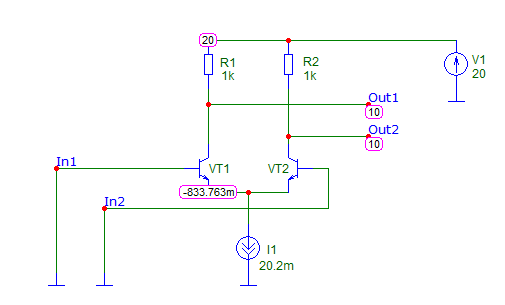 20
R1
1k
R2
1k
V1
20
Out1
10
Out2
10
In1
VT1
VT2
-833.763m
In2
I1
20.2m